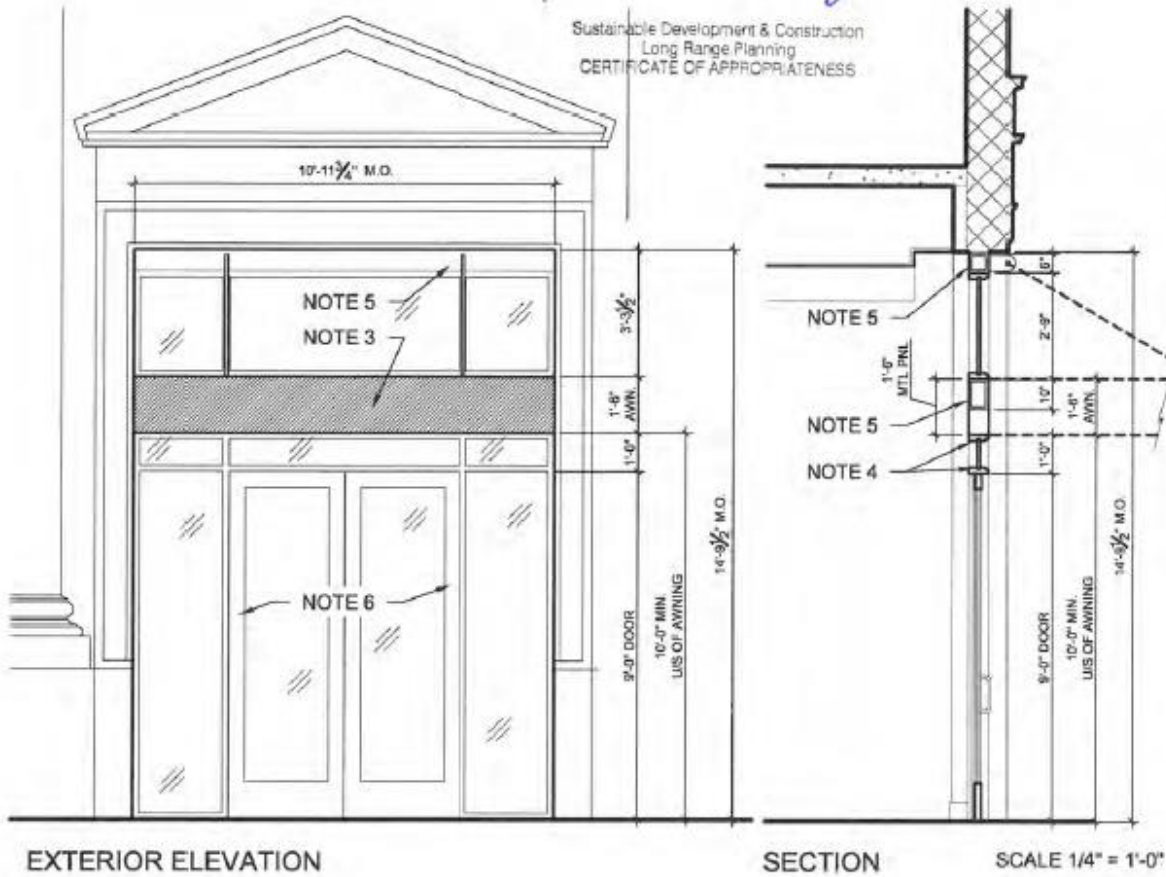 Sustainable Development & Construction
Long Range Planning
CERTIFICATE OF APPROPRIATENESS
10'-11¾" M.O.
NOTE 5
NOTE 3
3'-3½"
1'-6"
AWN.
1'-0"
NOTE 6
9'-0" DOOR
10'-0" MIN.
U/S OF AWNING
14'-9½" M.O.
EXTERIOR ELEVATION
6"
NOTE 5
2'-9"
1'-6"
MTL PNL
10"
1'-6"
AWN
NOTE 5
1'-0"
NOTE 4
9'-0" DOOR
10'-0" MIN.
U/S OF AWNING
14'-9½" M.O.
SECTION
SCALE 1/4" = 1'-0"